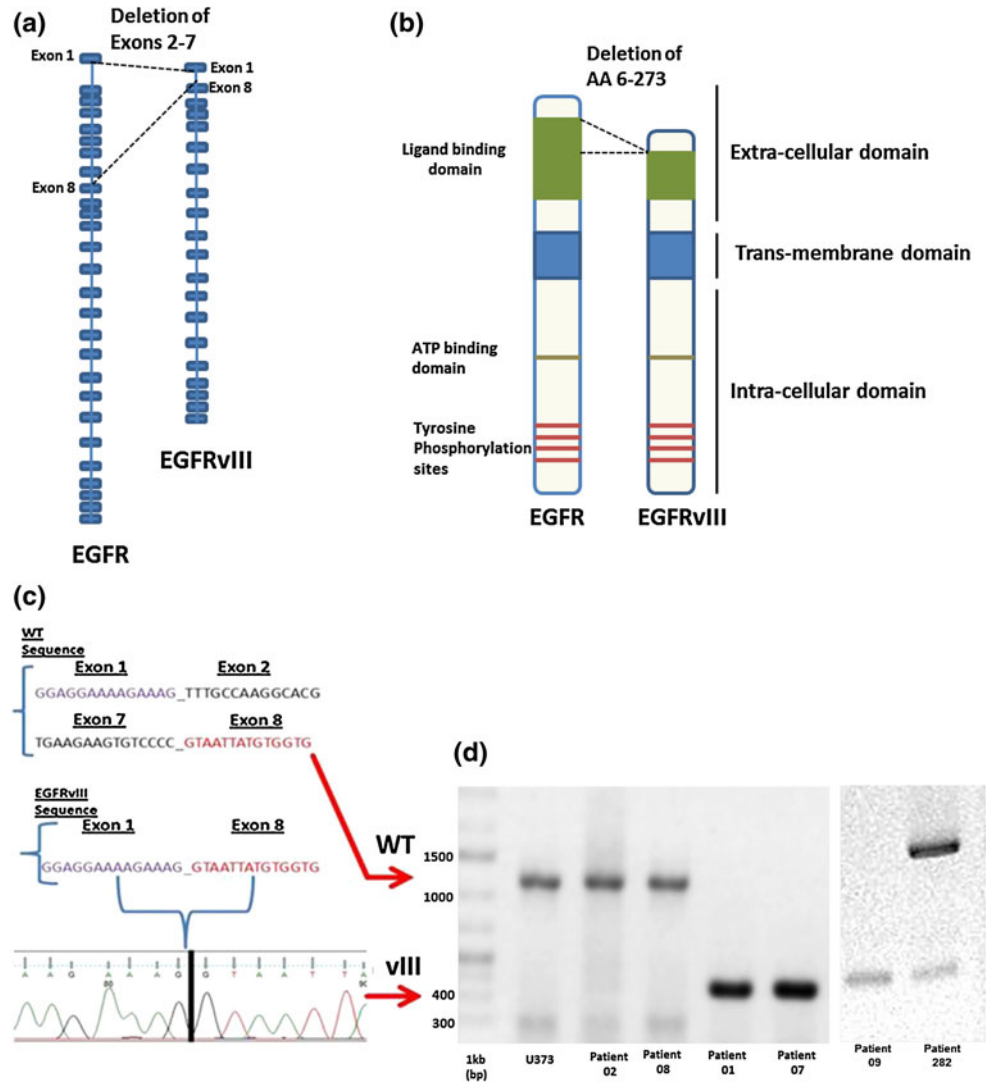 (a)
Deletion of
Exons 2-7
Exon 1
Exon 1
Exon 8
Exon 8
EGFRvIII
EGFR
(b)
Deletion of
AA 6-273
Ligand binding
domain
Extra-cellular domain
Trans-membrane domain
ATP binding
domain
Intra-cellular domain
Tyrosine
Phosphorylation
sites
EGFR
EGFRvIII
(c)
WT
Sequence
Exon 1 Exon 2
GGAGGAAAAGAAAG_TTTGCCAAGGCACG
Exon 7 Exon 8
TGAAGAAGTGTCCCC_GTAATTATGTGGTG
EGFRvIII
Sequence
Exon 1 Exon 8
GGAGGAAAAGAAAG_GTAATTATGTGGTG
A A G A A A G G T A A T T A
80 90
(d)
WT
vIII
1500
1000
400
300
1kb
(bp)
U373
Patient
02
Patient
08
Patient
01
Patient
07
Patient
09
Patient
282